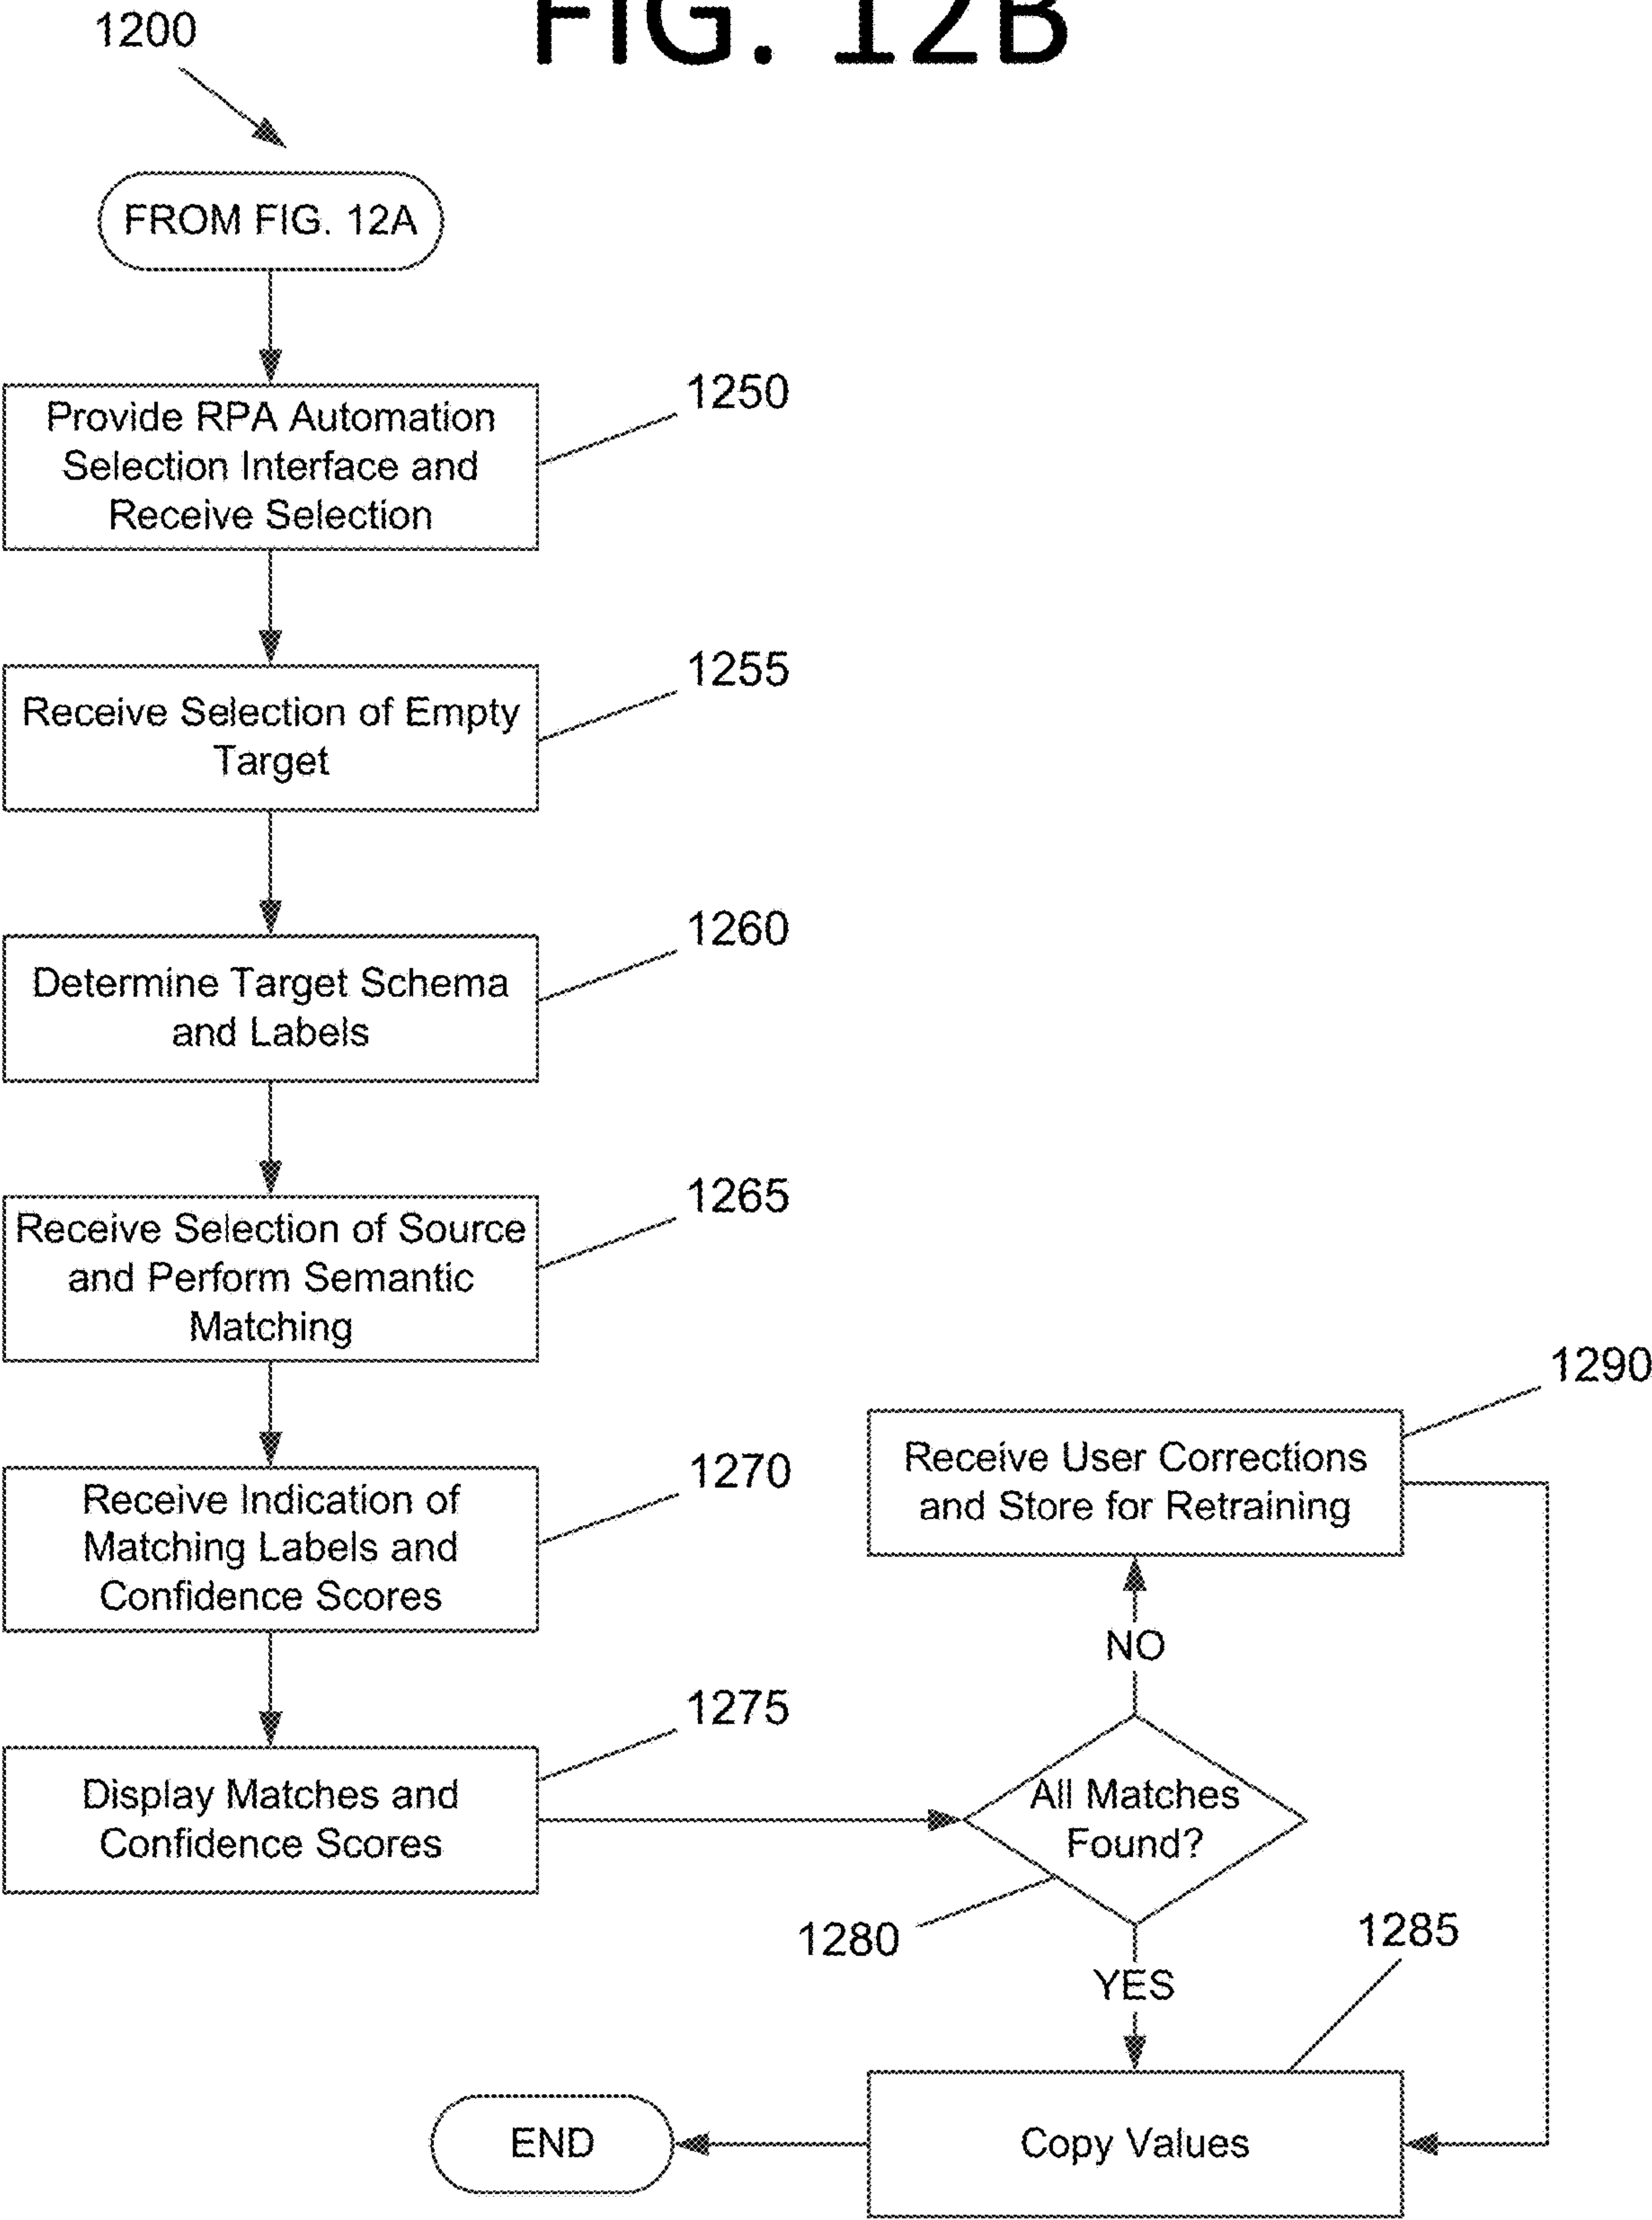 FIG. 12B
1200
FROM FIG. 12A
Provide RPA Automation
Selection Interface and
Receive Selection
1250
Receive Selection of Empty
Target
1255
Determine Target Schema
and Labels
1260
Receive Selection of Source
and Perform Semantic
Matching
1265
Receive Indication of
Matching Labels and
Confidence Scores
1270
Display Matches and
Confidence Scores
1275
All Matches
Found?
1280
NO
Receive User Corrections
and Store for Retraining
1290
YES
Copy Values
1285
END